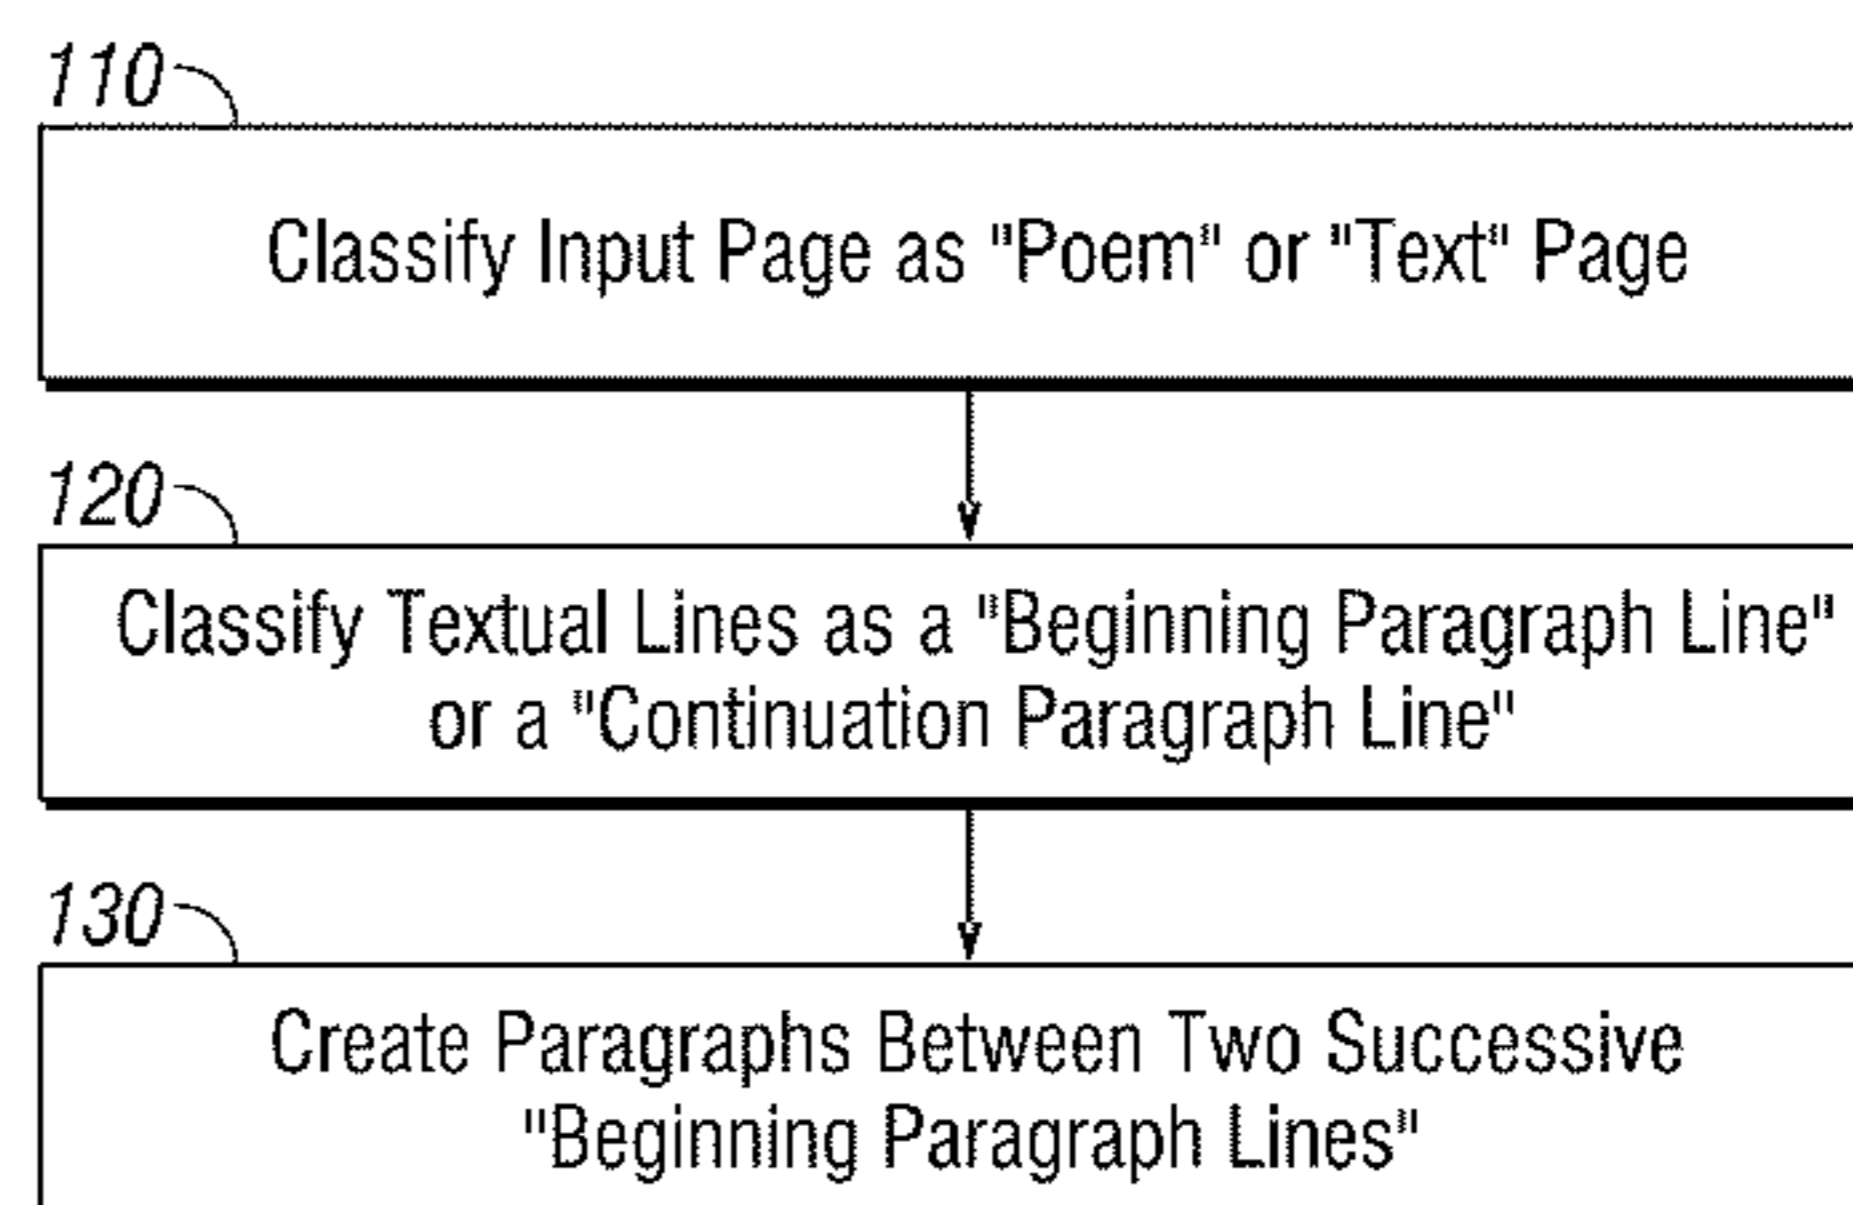 110
Classify Input Page as "Poem" or "Text" Page
120
Classify Textual Lines as a "Beginning Paragraph Line"
or a "Continuation Paragraph Line"
130
Create Paragraphs Between Two Successive
"Beginning Paragraph Lines"